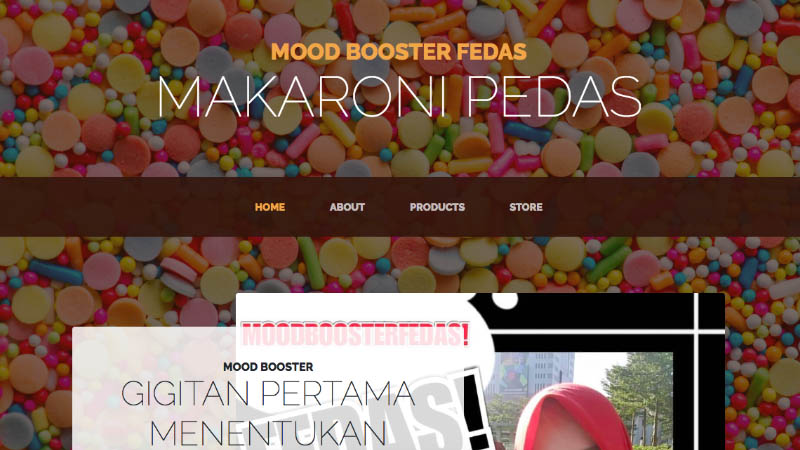 MOOD BOOSTER FEDAS
MAKARONI PEDAS
HOME ABOUT PRODUCTS STORE
MOODBOOSTERFEDAS!
MOOD BOOSTER
GIGITAN PERTAMA
MENENTUKAN
FEDAS!